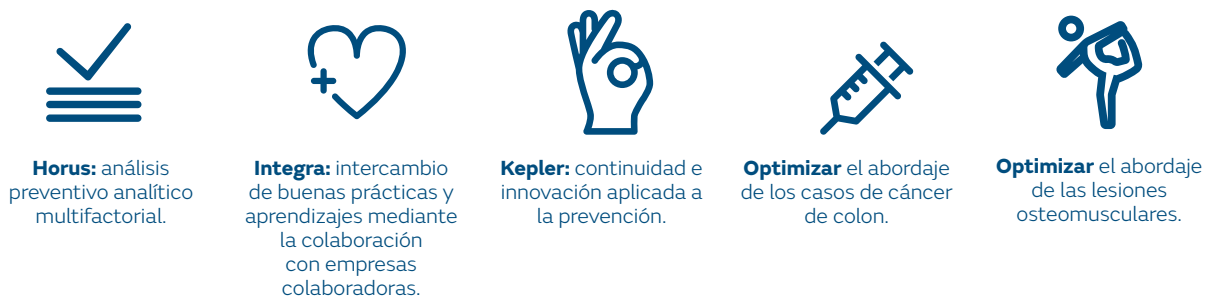 Horus: análisis
preventivo analítico
multifactorial.
Integra: intercambio
de buenas prácticas y
aprendizajes mediante
la colaboración
con empresas
colaboradoras.
Kepler: continuidad e
innovación aplicada a
la prevención.
Optimizar el abordaje
de los casos de cáncer
de colon.
Optimizar el abordaje
de las lesiones
osteomusculares.